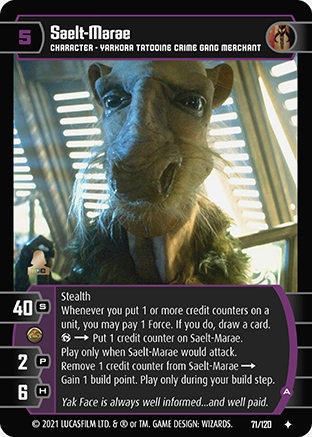 5 Saelt-Marae
CHARACTER - YARKORA TATOOINE CRIME GANG MERCHANT
Stealth
40 S
Whenever you put 1 or more credit counters on a
unit, you may pay 1 Force. If you do, draw a card.
→ Put 1 credit counter on Saelt-Marae.
Play only when Saelt-Marae would attack.
2 P
Remove 1 credit counter from Saelt-Marae →
Gain 1 build point. Play only during your build step.
6 H
A
Yak Face is always well informed...and well paid.
© 2021 LUCASFILM LTD. & ® or TM. GAME DESIGN: WIZARDS. 71/120